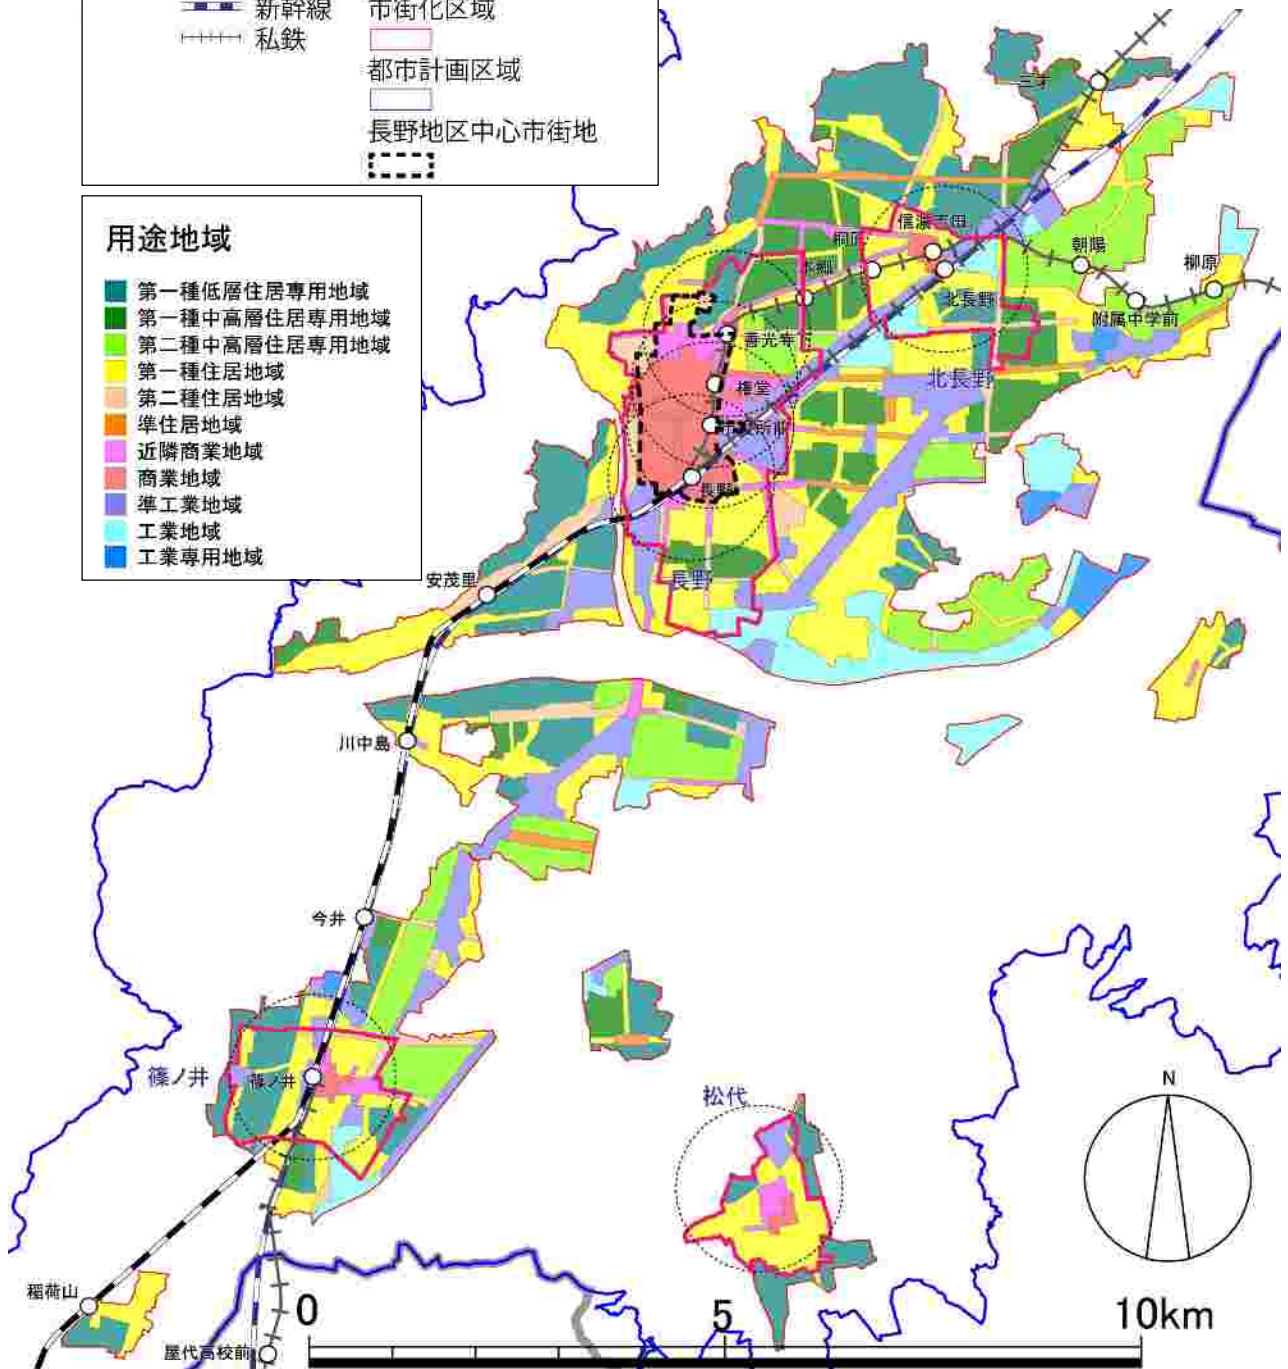 新幹線
私鉄
市街化区域
都市計画区域
長野地区中心市街地
用途地域
第一種低層住居専用地域
第一種中高層住居専用地域
第二種中高層住居専用地域
第一種住居地域
第二種住居地域
準住居地域
近隣商業地域
商業地域
準工業地域
工業地域
工業専用地域
三才
信濃吉田
桐原
本郷
朝陽
柳原
北長野
附属中学前
善光寺
権堂
北長野
市役所前
長野
長野
安茂里
川中島
今井
篠ノ井
篠ノ井
松代
N
稲荷山
屋代高校前
0
5
10km